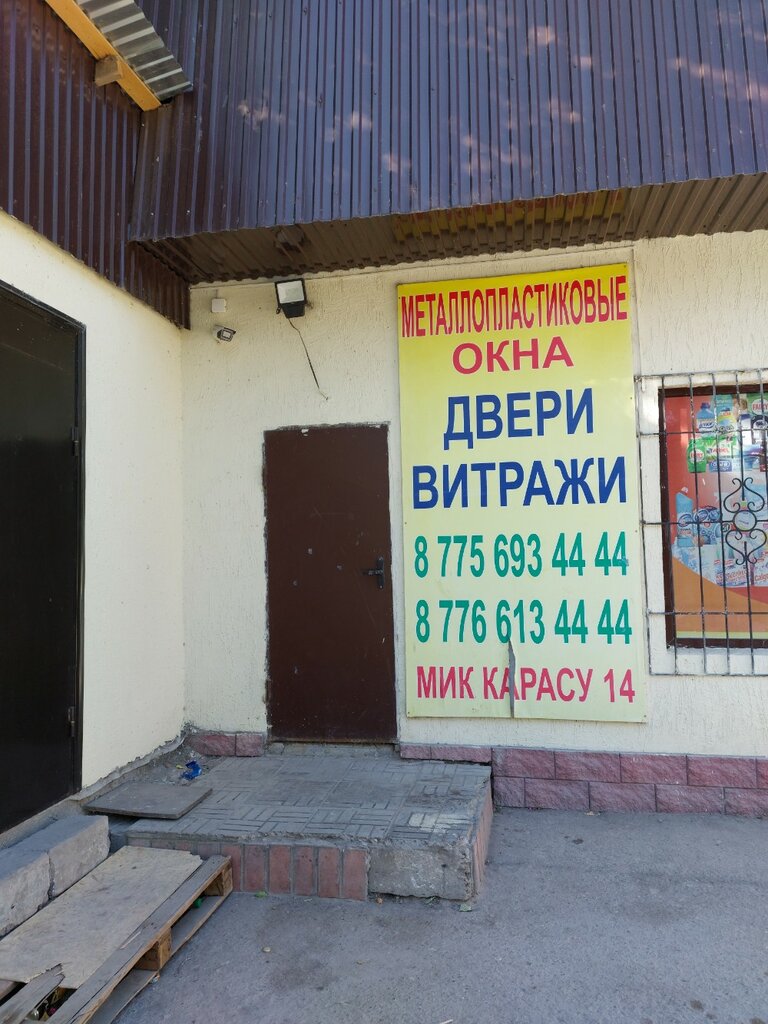 МЕТАЛЛОПЛАСТИКОВЫЕ
ОКНА
ДВЕРИ
ВИТРАЖИ
8 775 693 44 44
8 776 613 44 44
МИК КАРАСУ 14